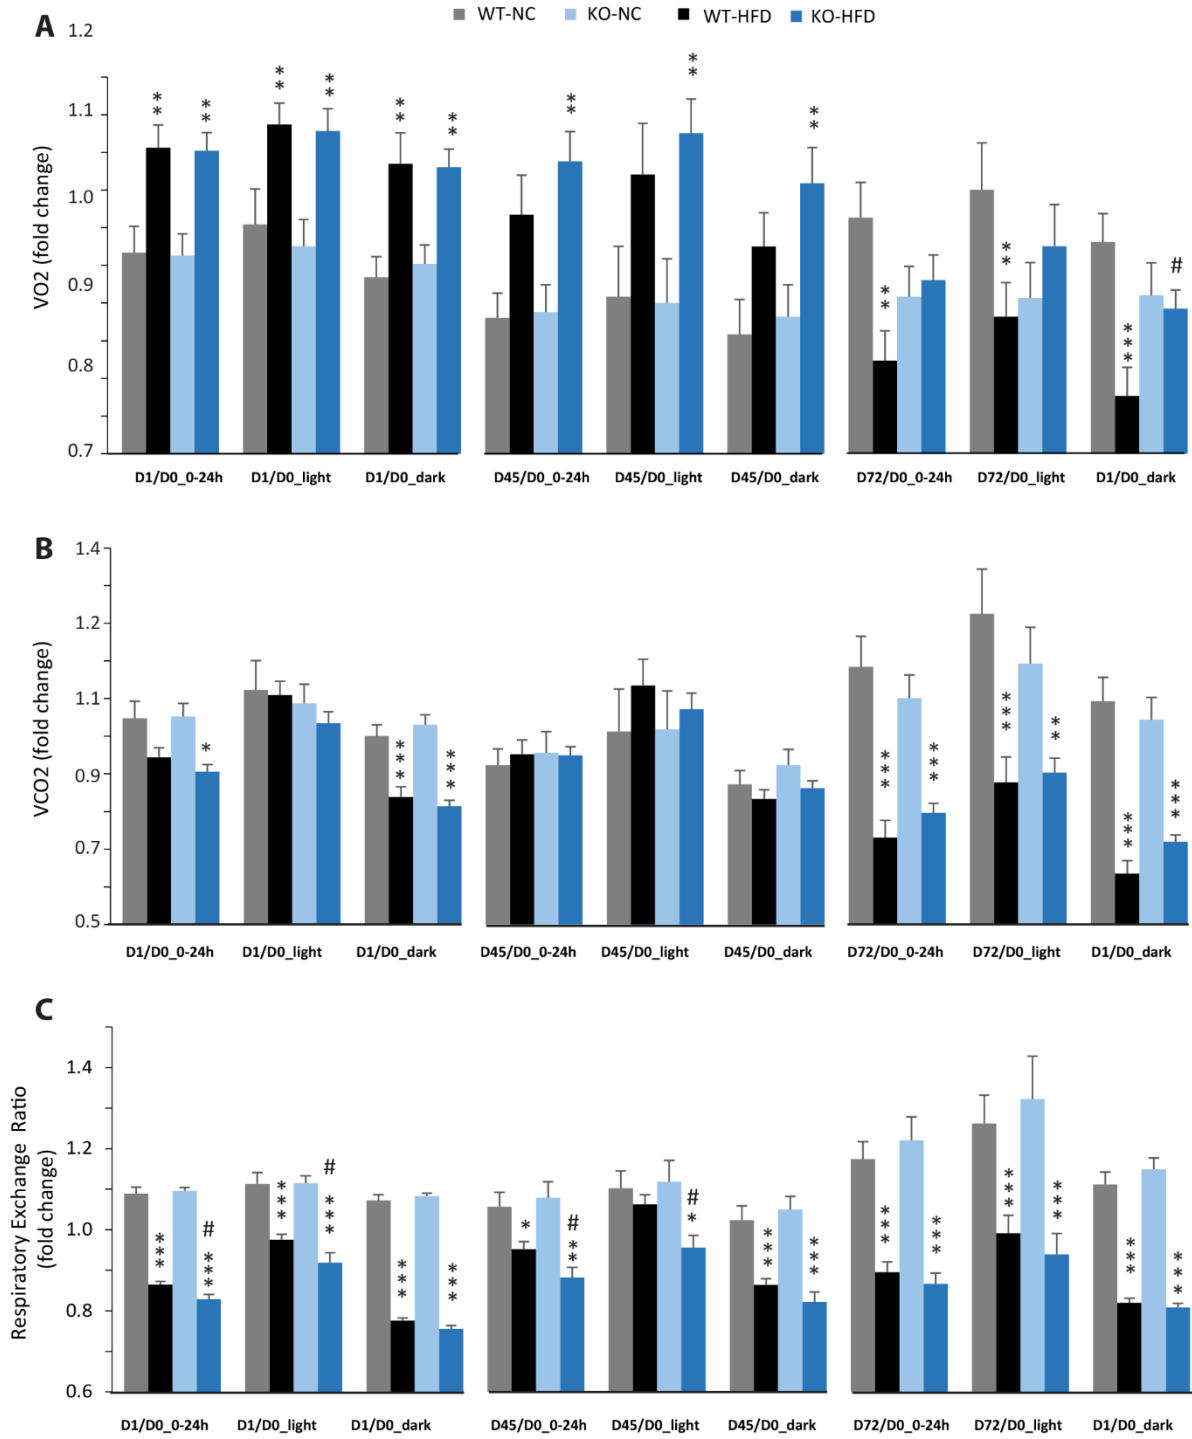 WT-NC KO-NC WT-HFD KO-HFD
A
1.2
1.1
1.0
0.9
0.8
0.7
VO2 (fold change)
** ** ** ** ** ** ** ** ** ** ** *** #
D1/D0_0-24h D1/D0_light D1/D0_dark D45/D0_0-24h D45/D0_light D45/D0_dark D72/D0_0-24h D72/D0_light D1/D0_dark
B
1.4
1.2
1.1
0.9
0.7
0.5
VCO2 (fold change)
* *** *** *** *** *** ** *** ***
D1/D0_0-24h D1/D0_light D1/D0_dark D45/D0_0-24h D45/D0_light D45/D0_dark D72/D0_0-24h D72/D0_light D1/D0_dark
C
1.4
1.2
1.0
0.8
0.6
Respiratory Exchange Ratio
(fold change)
*** # *** *** # *** *** *** * # ** # * *** *** *** *** *** *** *** ***
D1/D0_0-24h D1/D0_light D1/D0_dark D45/D0_0-24h D45/D0_light D45/D0_dark D72/D0_0-24h D72/D0_light D1/D0_dark